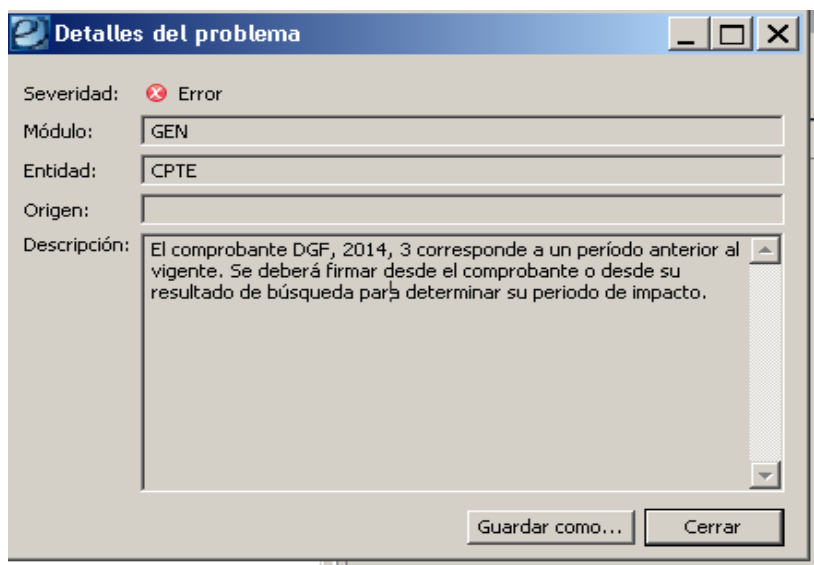 Detalles del problema
Severidad: Error
Módulo: GEN
Entidad: CPTE
Origen:
Descripción: El comprobante DGF, 2014, 3 corresponde a un período anterior al
vigente. Se deberá firmar desde el comprobante o desde su
resultado de búsqueda para determinar su periodo de impacto.
Guardar como... Cerrar